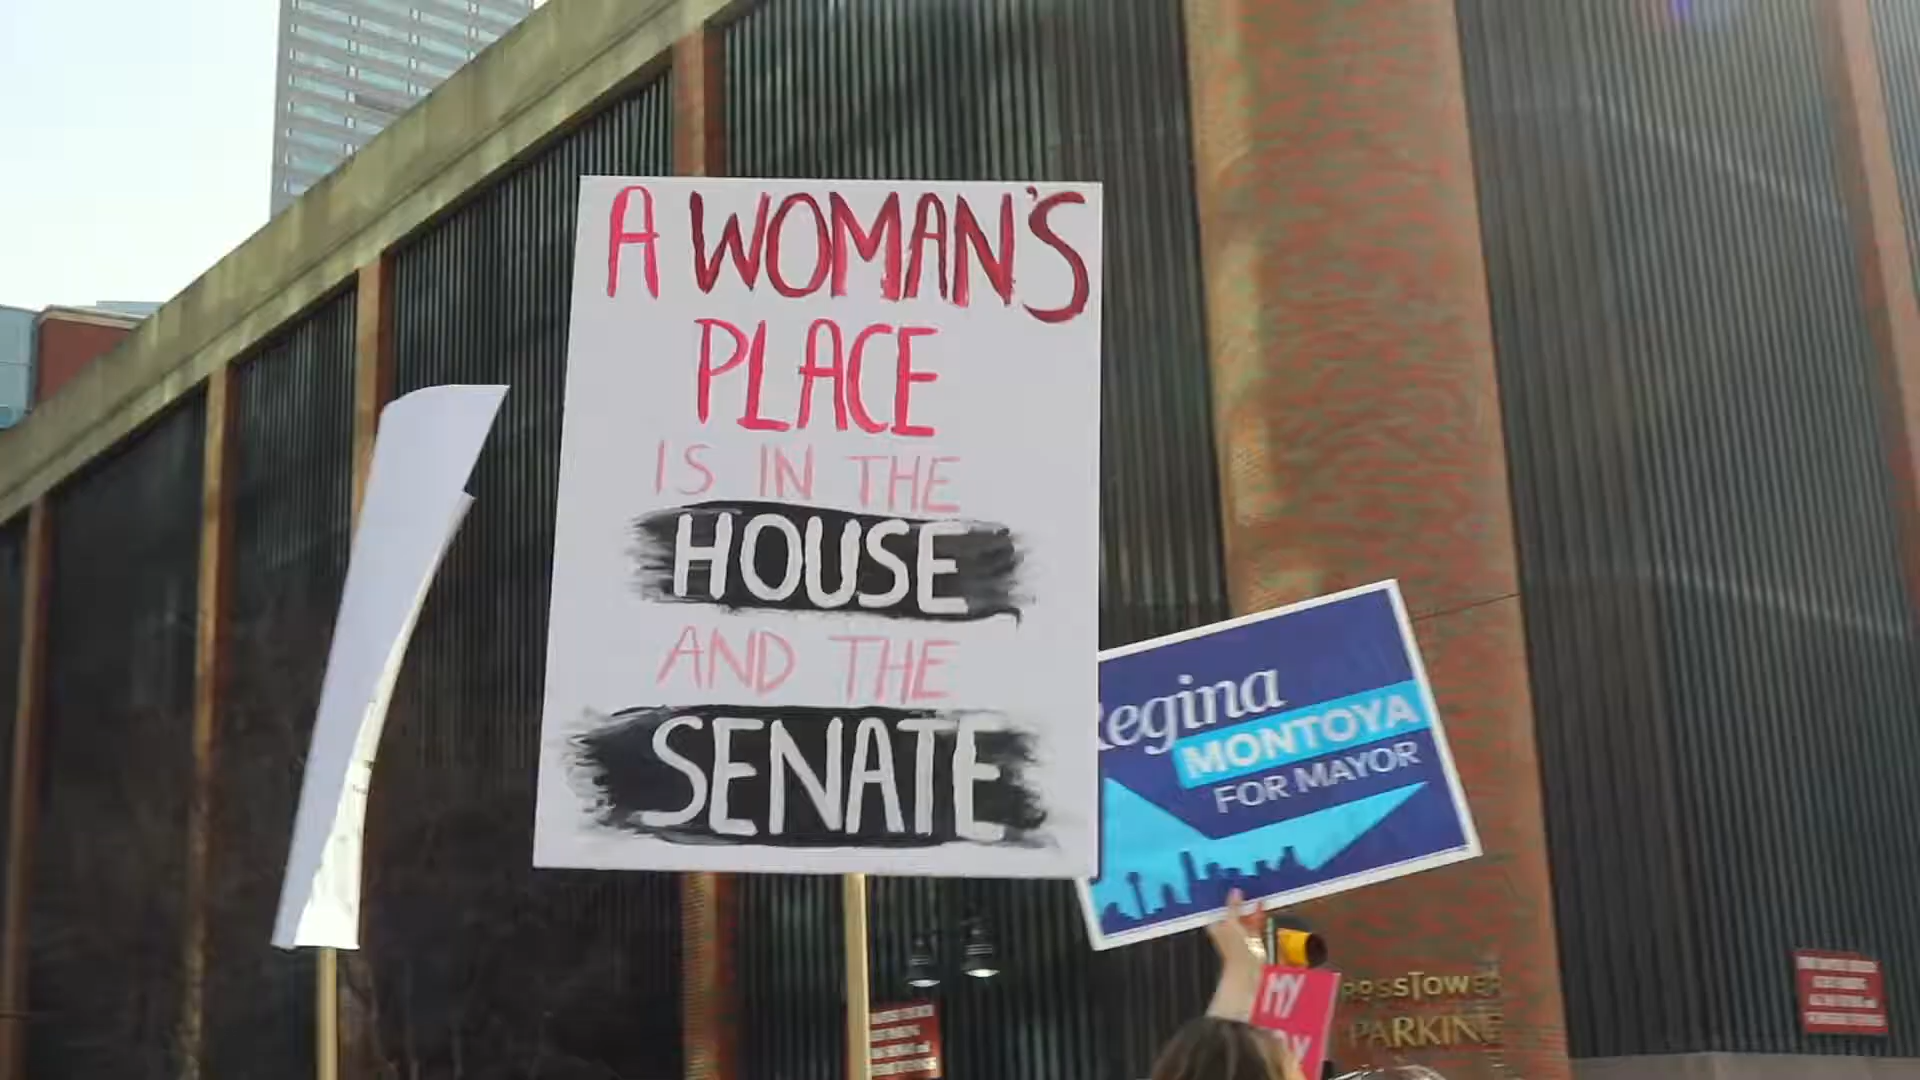 A WOMAN'S
PLACE
IS IN THE
HOUSE
AND THE
SENATE
Regina
MONTOYA
FOR MAYOR
MY
PARKING